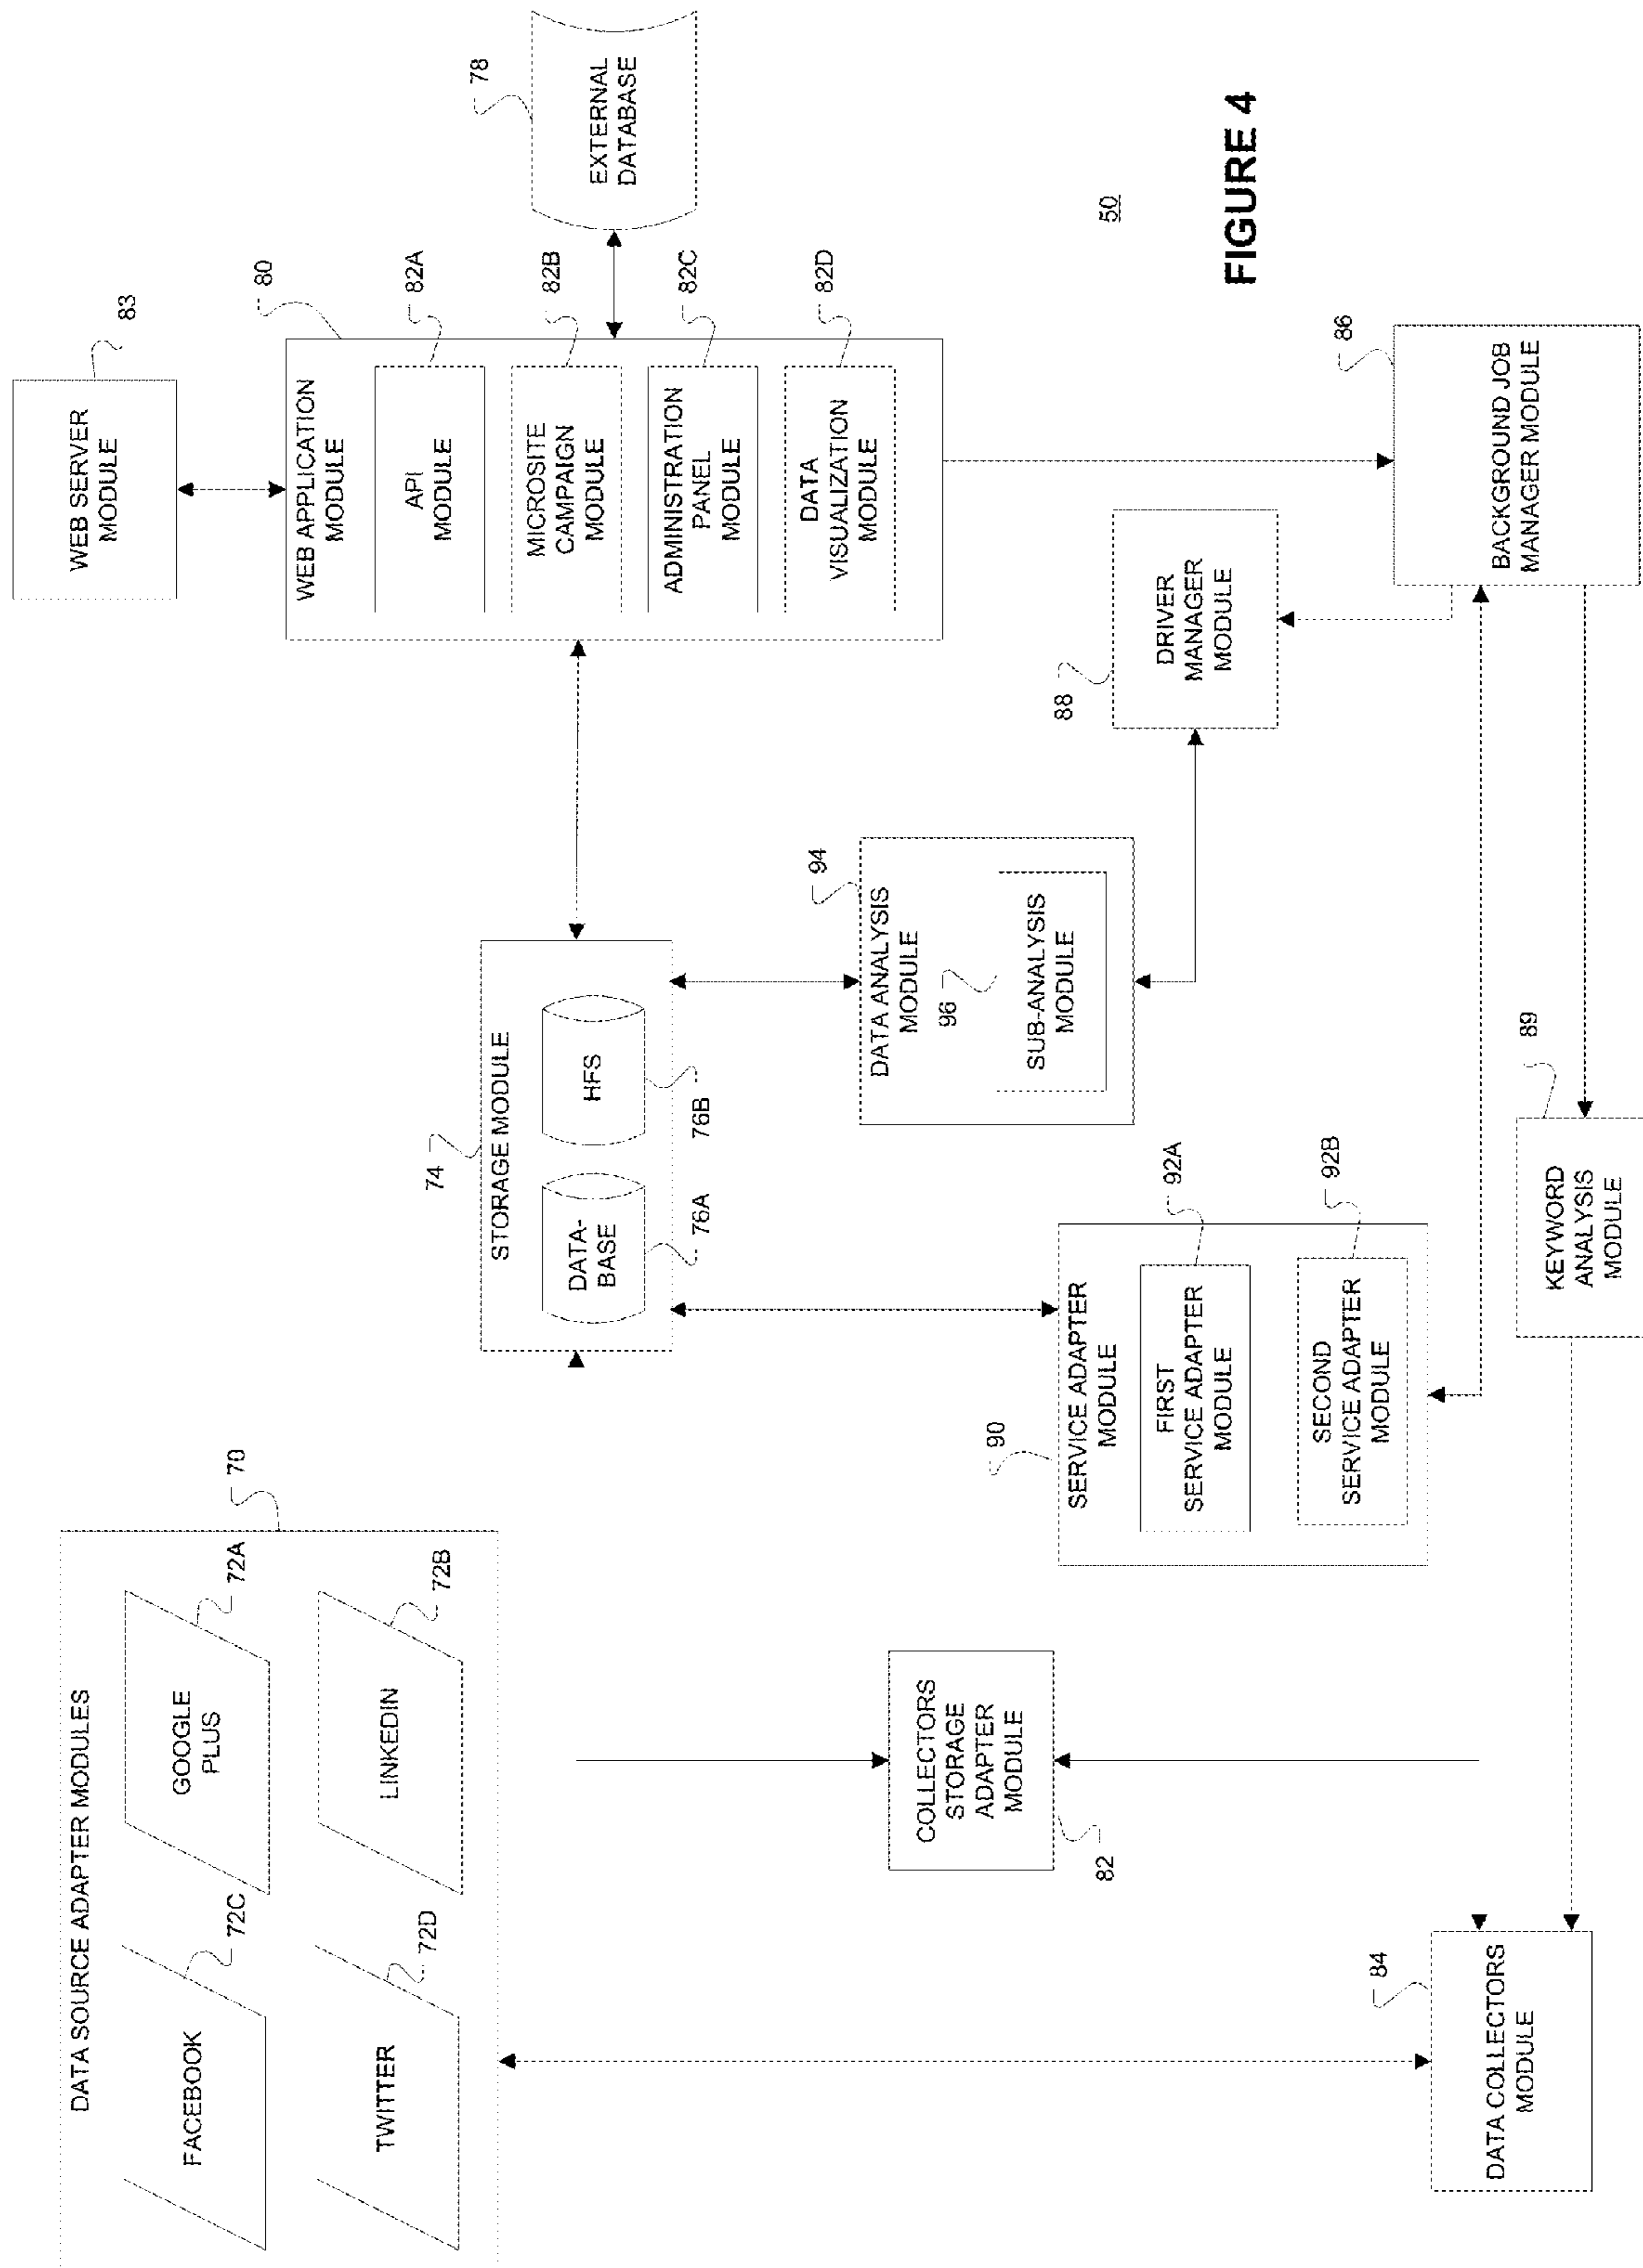 DATA SOURCE ADAPTER MODULES
70
FACEBOOK
72C
GOOGLE
PLUS
72A
TWITTER
72D
LINKEDIN
72B
74
STORAGE MODULE
DATA-
BASE
76A
HFS
76B
83
WEB SERVER
MODULE
80
WEB APPLICATION
MODULE
API
MODULE
82A
MICROSITE
CAMPAIGN
MODULE
82B
ADMINISTRATION
PANEL
MODULE
82C
DATA
VISUALIZATION
MODULE
82D
78
EXTERNAL
DATABASE
COLLECTORS
STORAGE
ADAPTER
MODULE
82
90
SERVICE ADAPTER
MODULE
FIRST
SERVICE ADAPTER
MODULE
92A
SECOND
SERVICE ADAPTER
MODULE
92B
94
DATA ANALYSIS
MODULE
96
SUB-ANALYSIS
MODULE
88
DRIVER
MANAGER
MODULE
84
DATA COLLECTORS
MODULE
89
KEYWORD
ANALYSIS
MODULE
86
BACKGROUND JOB
MANAGER MODULE
50
FIGURE 4